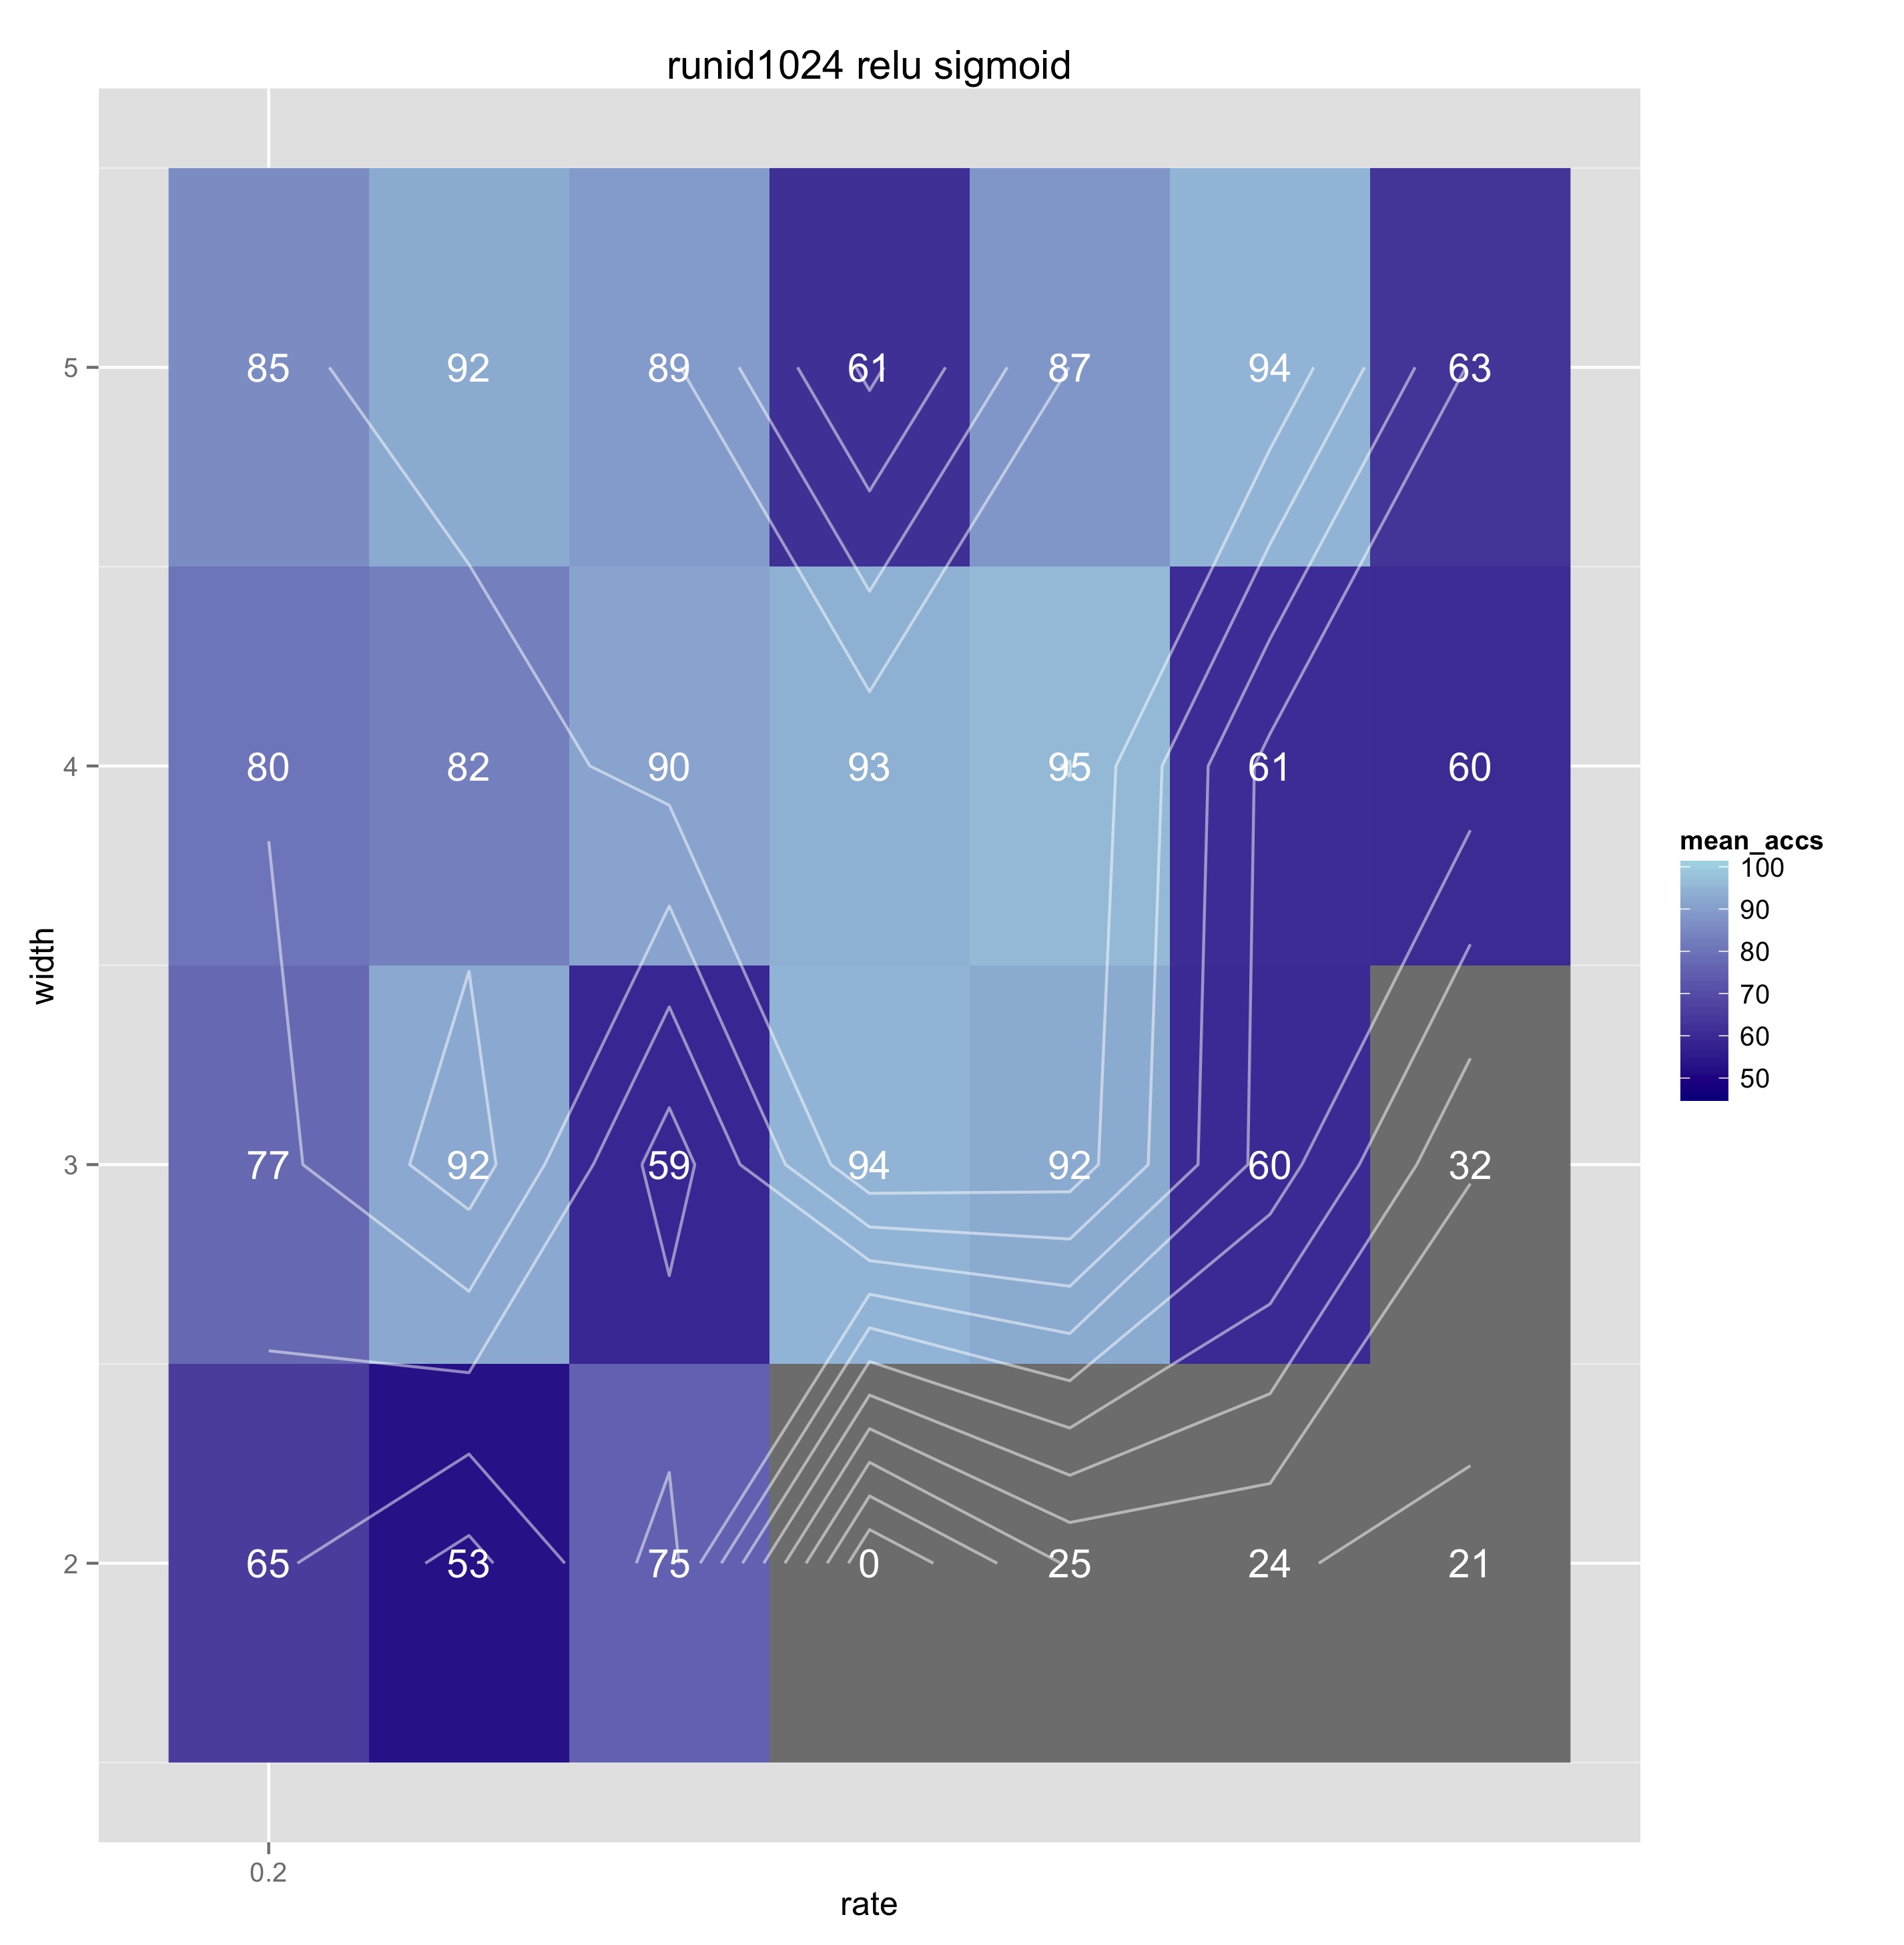 runid1024 relu sigmoid
5
85 92 89 61 87 94 63
4
80 82 90 93 95 61 60
3
77 92 59 94 92 60 32
2
65 53 75 0 25 24 21
0.2
rate
width
mean_accs
100
90
80
70
60
50